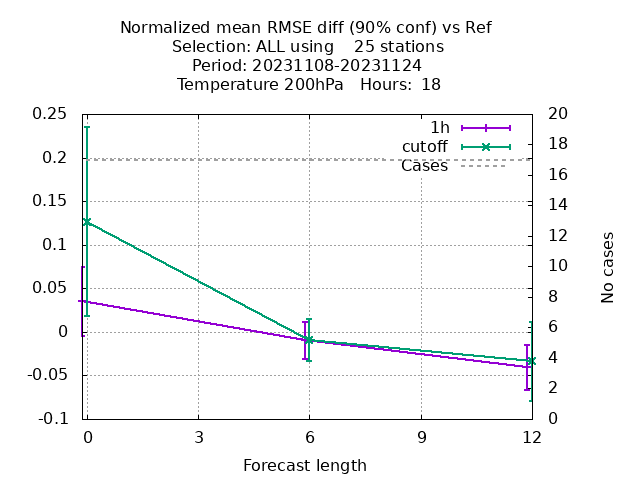 Normalized mean RMSE diff (90% conf) vs Ref
Selection: ALL using    25 stations
Period: 20231108-20231124
Temperature 200hPa   Hours:  18
0.25
0.2
0.15
0.1
0.05
0
-0.05
-0.1
20
18
16
14
12
10
8
6
4
2
0
1h
cutoff
Cases
No cases
0
3
6
9
12
Forecast length